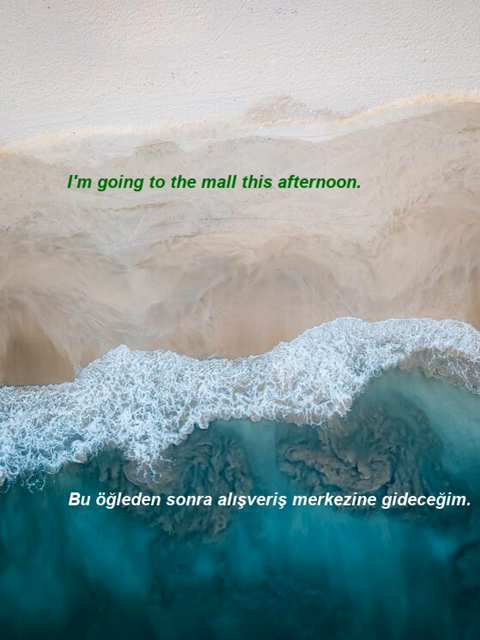 I'm going to the mall this afternoon.
Bu öğleden sonra alışveriş merkezine gideceğim.